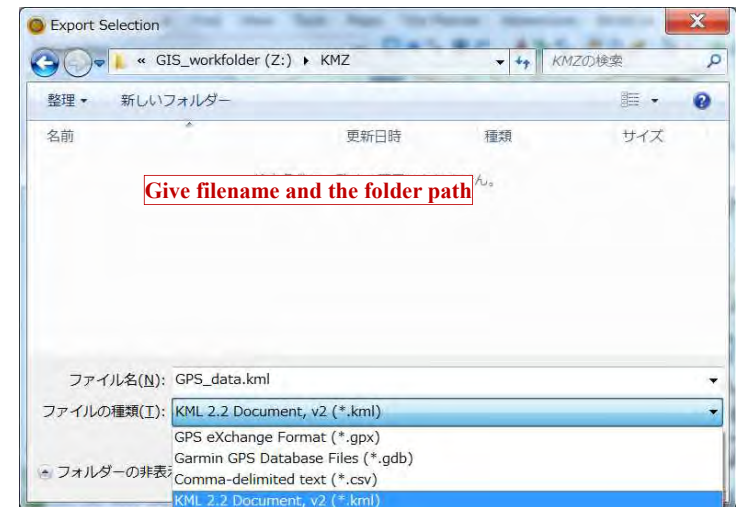 Export Selection
« GIS_workfolder (Z:) ▸ KMZ
KMZの検索
整理 新しいフォルダー
名前 更新日時 種類 サイズ
ん。
Give filename and the folder path
ファイル名(N): GPS_data.kml
ファイルの種類(T): KML 2.2 Document, v2 (*.kml)
GPS eXchange Format (*.gpx)
Garmin GPS Database Files (*.gdb)
フォルダーの非表
Comma-delimited text (*.csv)
KML 2.2 Document, v2 (*.kml)